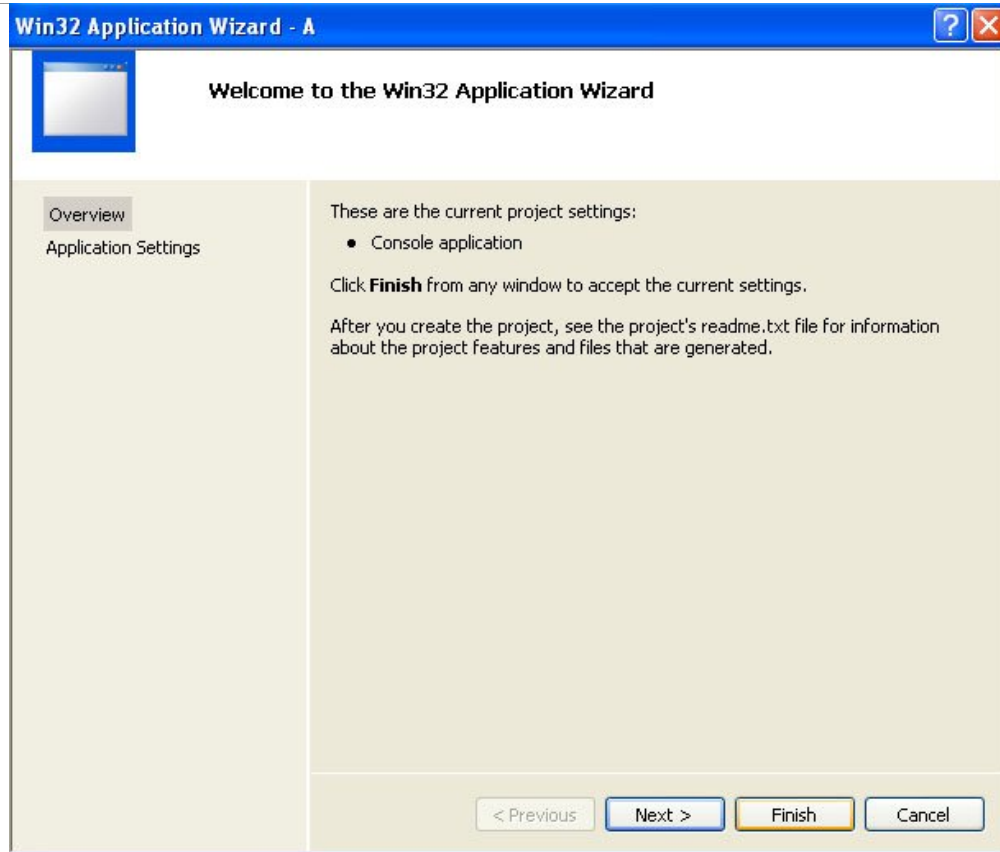 Win32 Application Wizard - A
Welcome to the Win32 Application Wizard
Overview
Application Settings
These are the current project settings:
● Console application
Click Finish from any window to accept the current settings.
After you create the project, see the project's readme.txt file for information
about the project features and files that are generated.
< Previous
Next >
Finish
Cancel